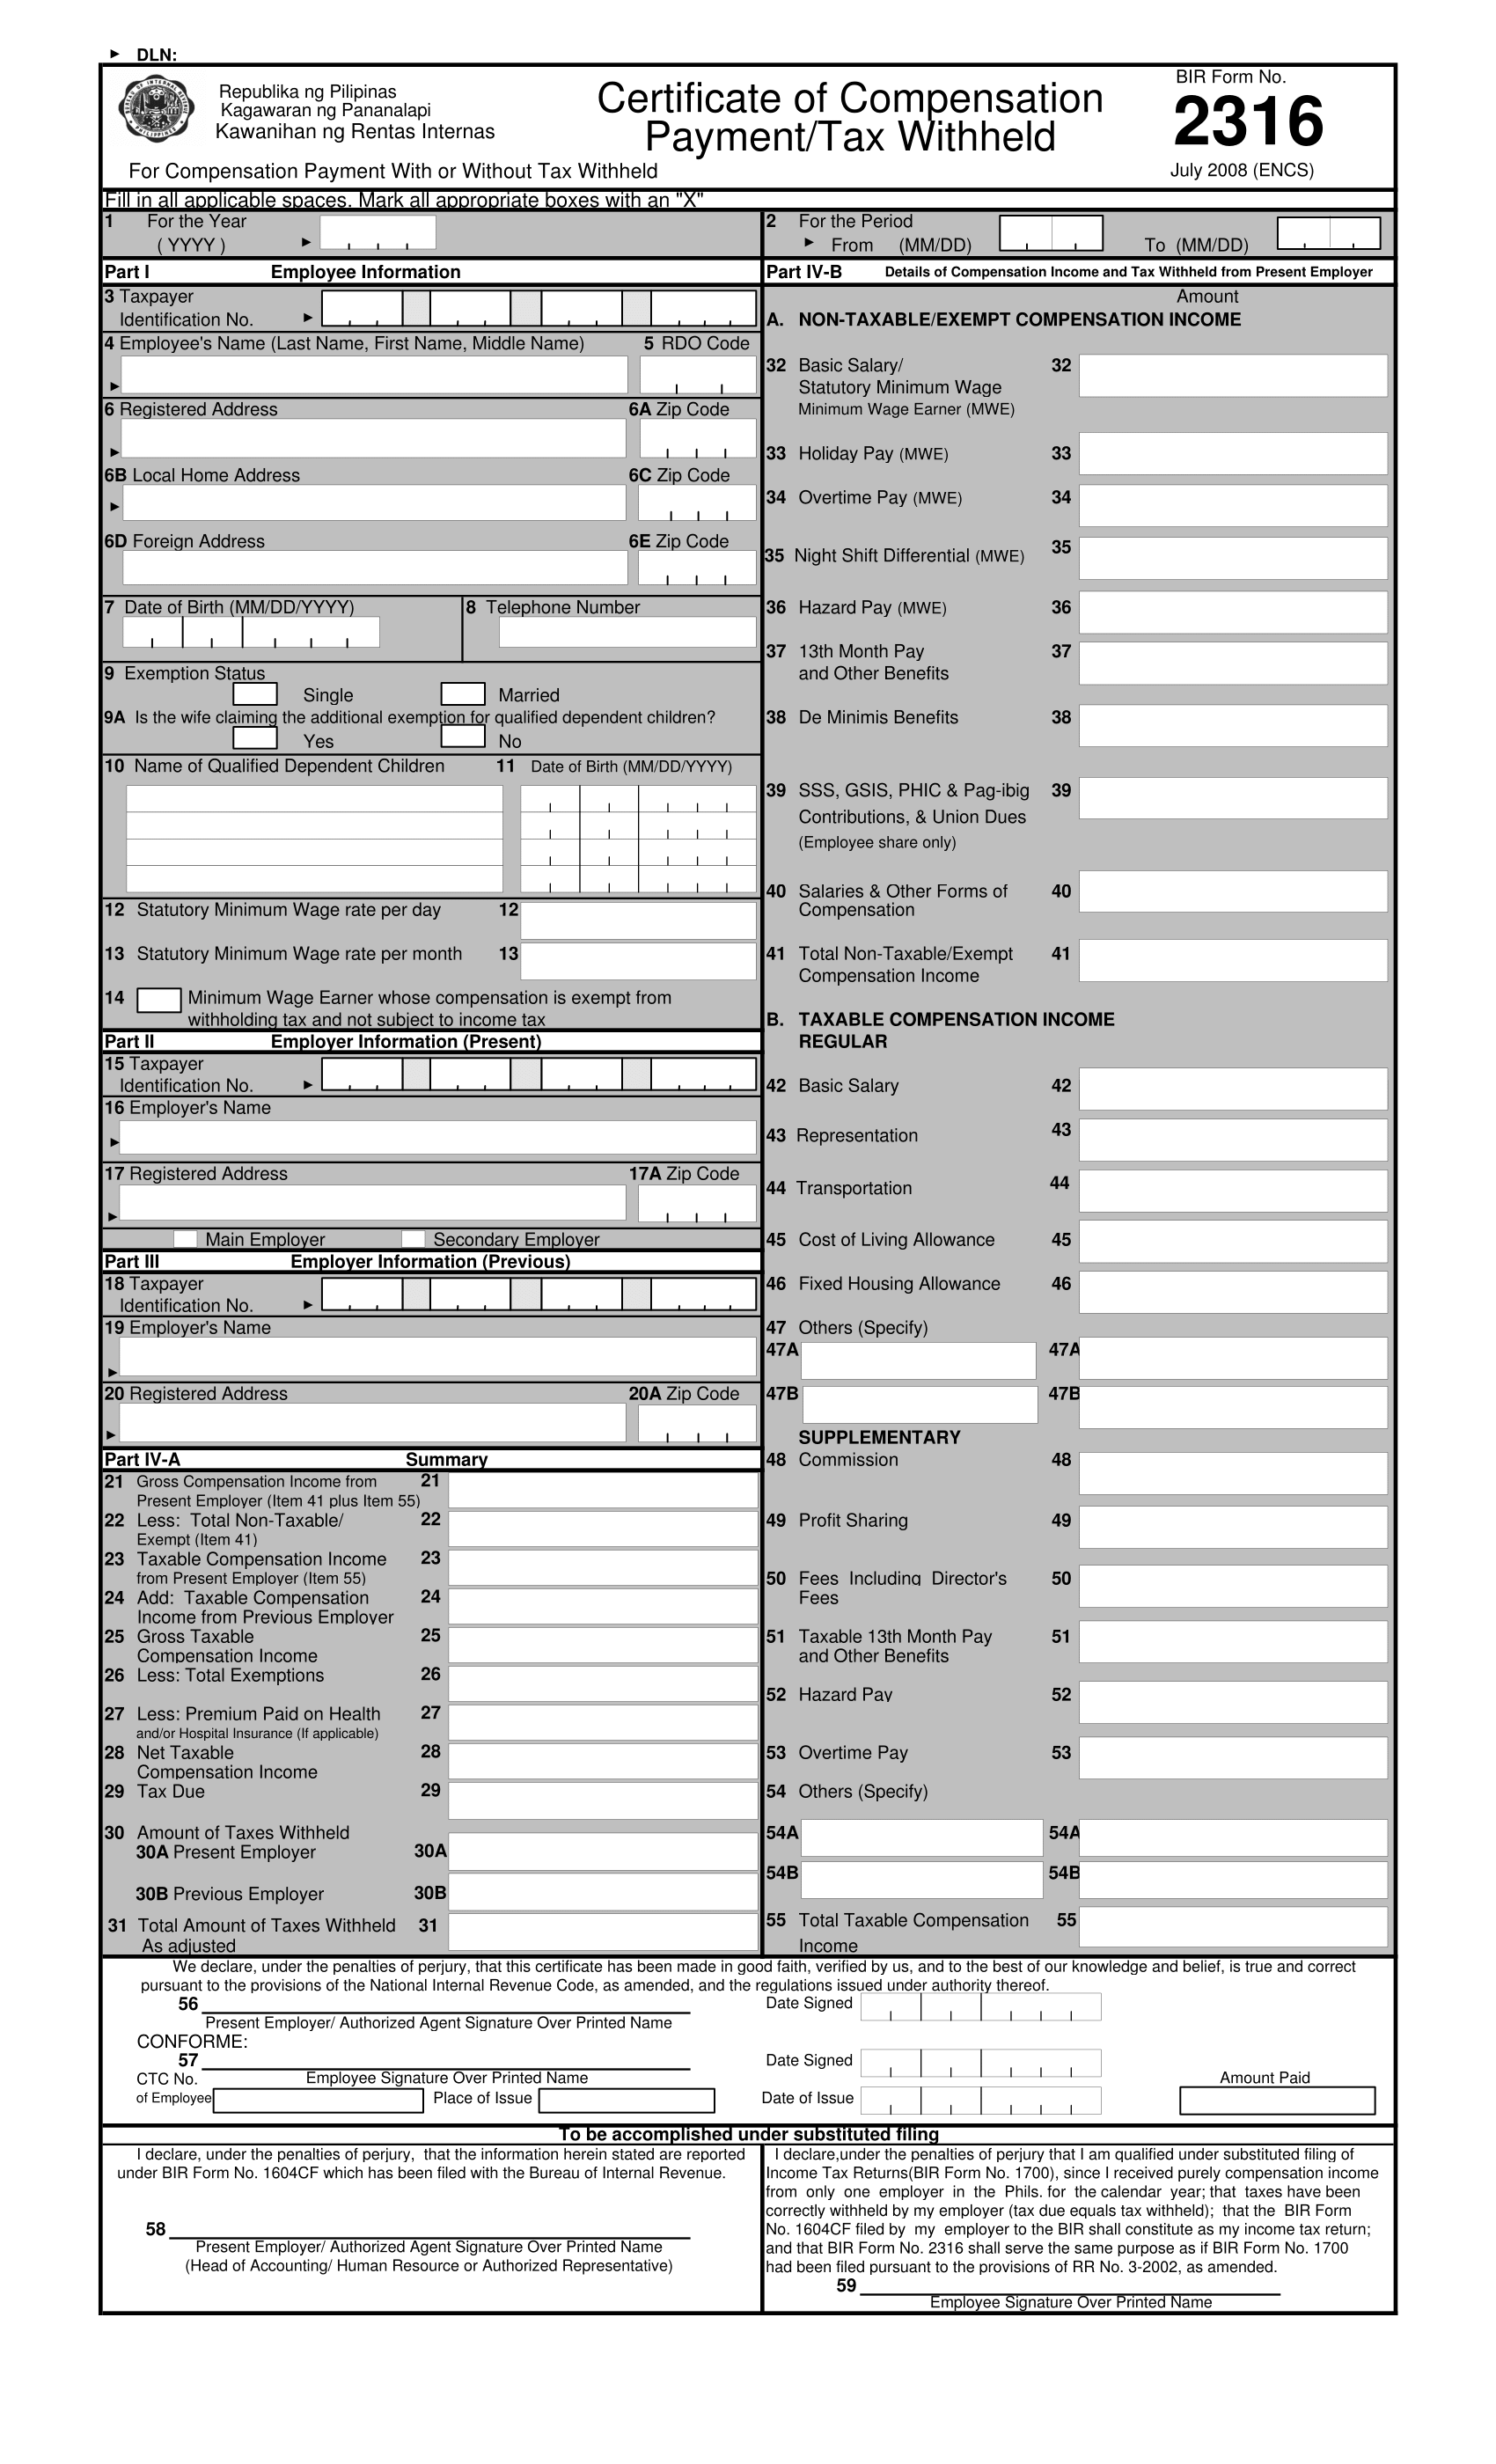 DLN:
Republika ng Pilipinas
Kagawaran ng Pananalapi
Kawanihan ng Rentas Internas
For Compensation Payment With or Without Tax Withheld
Certificate of Compensation
Payment/Tax Withheld
BIR Form No.
2316
July 2008 (ENCS)
Fill in all applicable spaces. Mark all appropriate boxes with an "X"
1 For the Year
( YYYY )
2 For the Period
From (MM/DD) To (MM/DD)
Part I Employee Information
3 Taxpayer
Identification No.
4 Employee's Name (Last Name, First Name, Middle Name) 5 RDO Code
6 Registered Address 6A Zip Code
6B Local Home Address 6C Zip Code
6D Foreign Address 6E Zip Code
7 Date of Birth (MM/DD/YYYY) 8 Telephone Number
9 Exemption Status
Single Married
9A Is the wife claiming the additional exemption for qualified dependent children?
Yes No
10 Name of Qualified Dependent Children 11 Date of Birth (MM/DD/YYYY)
12 Statutory Minimum Wage rate per day 12
13 Statutory Minimum Wage rate per month 13
14 Minimum Wage Earner whose compensation is exempt from
withholding tax and not subject to income tax
Part II Employer Information (Present)
15 Taxpayer
Identification No.
16 Employer's Name
17 Registered Address 17A Zip Code
Main Employer Secondary Employer
Part III Employer Information (Previous)
18 Taxpayer
Identification No.
19 Employer's Name
20 Registered Address 20A Zip Code
Part IV-A Summary
21 Gross Compensation Income from 21
Present Employer (Item 41 plus Item 55)
22 Less: Total Non-Taxable/ 22
Exempt (Item 41)
23 Taxable Compensation Income 23
from Present Employer (Item 55)
24 Add: Taxable Compensation 24
Income from Previous Employer
25 Gross Taxable 25
Compensation Income
26 Less: Total Exemptions 26
27 Less: Premium Paid on Health 27
and/or Hospital Insurance (If applicable)
28 Net Taxable 28
Compensation Income
29 Tax Due 29
30 Amount of Taxes Withheld
30A Present Employer 30A
30B Previous Employer 30B
31 Total Amount of Taxes Withheld 31
As adjusted
Part IV-B Details of Compensation Income and Tax Withheld from Present Employer
Amount
A. NON-TAXABLE/EXEMPT COMPENSATION INCOME
32 Basic Salary/ 32
Statutory Minimum Wage
Minimum Wage Earner (MWE)
33 Holiday Pay (MWE) 33
34 Overtime Pay (MWE) 34
35 Night Shift Differential (MWE) 35
36 Hazard Pay (MWE) 36
37 13th Month Pay 37
and Other Benefits
38 De Minimis Benefits 38
39 SSS, GSIS, PHIC & Pag-ibig 39
Contributions, & Union Dues
(Employee share only)
40 Salaries & Other Forms of 40
Compensation
41 Total Non-Taxable/Exempt 41
Compensation Income
B. TAXABLE COMPENSATION INCOME
REGULAR
42 Basic Salary 42
43 Representation 43
44 Transportation 44
45 Cost of Living Allowance 45
46 Fixed Housing Allowance 46
47 Others (Specify)
47A 47A
47B 47B
SUPPLEMENTARY
48 Commission 48
49 Profit Sharing 49
50 Fees Including Director's 50
Fees
51 Taxable 13th Month Pay 51
and Other Benefits
52 Hazard Pay 52
53 Overtime Pay 53
54 Others (Specify)
54A 54A
54B 54B
55 Total Taxable Compensation 55
Income
We declare, under the penalties of perjury, that this certificate has been made in good faith, verified by us, and to the best of our knowledge and belief, is true and correct
pursuant to the provisions of the National Internal Revenue Code, as amended, and the regulations issued under authority thereof.
56 Date Signed
Present Employer/ Authorized Agent Signature Over Printed Name
CONFORME:
57 Date Signed
CTC No. Employee Signature Over Printed Name Amount Paid
of Employee Place of Issue Date of Issue
To be accomplished under substituted filing
I declare, under the penalties of perjury, that the information herein stated are reported
under BIR Form No. 1604CF which has been filed with the Bureau of Internal Revenue.
58
Present Employer/ Authorized Agent Signature Over Printed Name
(Head of Accounting/ Human Resource or Authorized Representative)
I declare,under the penalties of perjury that I am qualified under substituted filing of
Income Tax Returns(BIR Form No. 1700), since I received purely compensation income
from only one employer in the Phils. for the calendar year; that taxes have been
correctly withheld by my employer (tax due equals tax withheld); that the BIR Form
No. 1604CF filed by my employer to the BIR shall constitute as my income tax return;
and that BIR Form No. 2316 shall serve the same purpose as if BIR Form No. 1700
had been filed pursuant to the provisions of RR No. 3-2002, as amended.
59
Employee Signature Over Printed Name